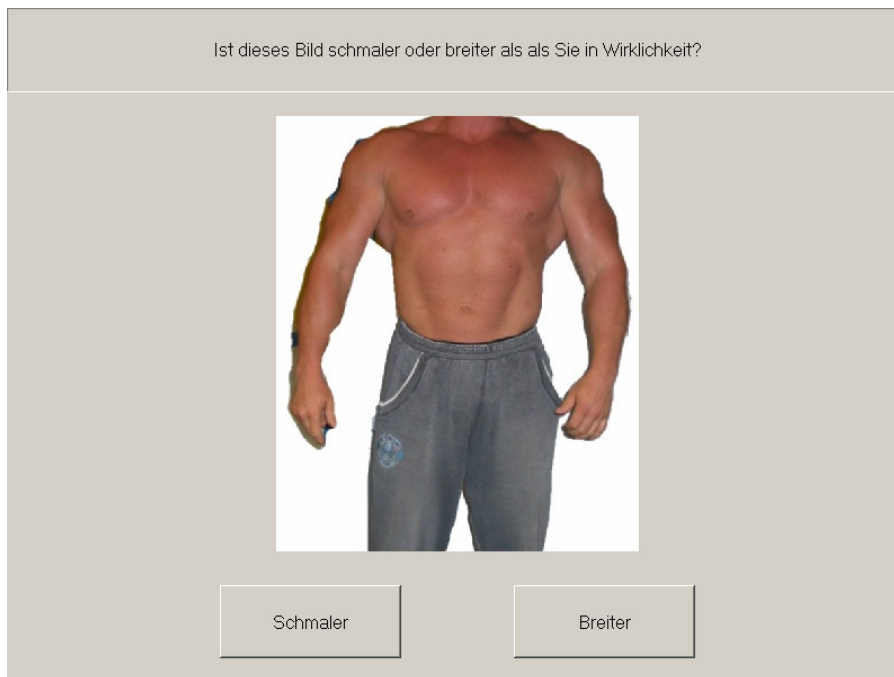 Ist dieses Bild schmaler oder breiter als als Sie in Wirklichkeit?
Schmaler
Breiter